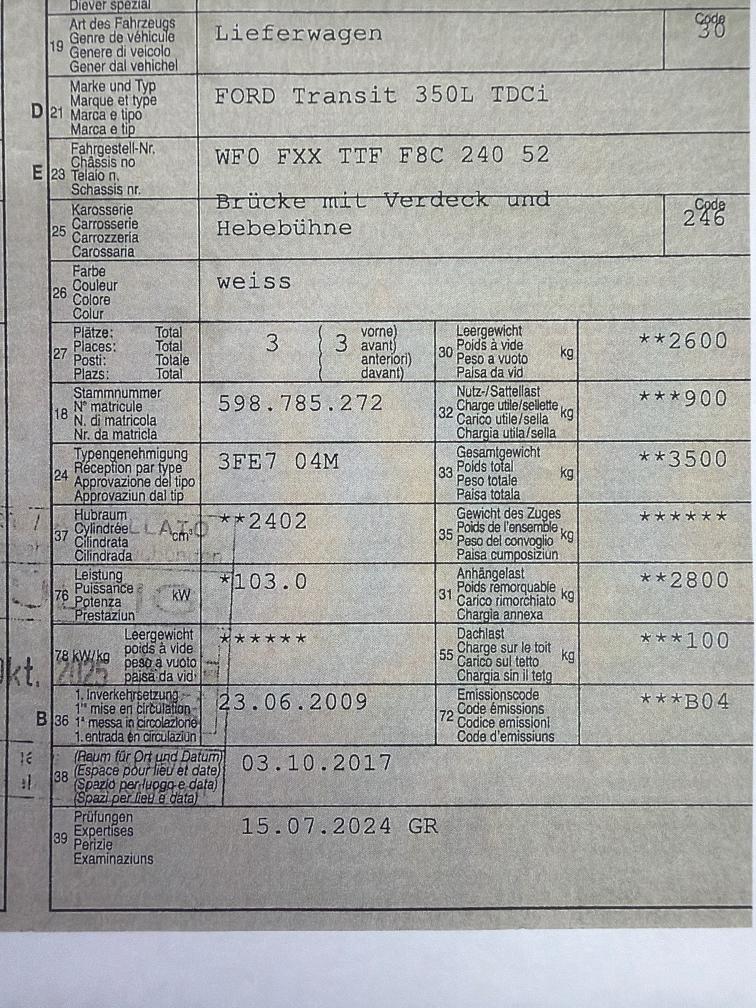 Diever spezial
19 Art des Fahrzeugs
Genre de véhicule
Genere di veicolo
Gener dal vehichel
Lieferwagen
Code
30
D 21 Marke und Typ
Marque et type
Marca e tipo
Marca e tip
FORD Transit 350L TDCi
E 23 Fahrgestell-Nr.
Châssis no
Telaio n.
Schassis nr.
WF0 FXX TTF F8C 240 52
25 Karosserie
Carrosserie
Carrozzeria
Carossaria
Brücke mit Verdeck und
Hebebühne
Code
246
26 Farbe
Couleur
Colore
Colur
weiss
27 Plätze: Total
Places: Total
Posti: Totale
Plazs: Total
3 ( 3 vorne)
avant)
anteriori)
davant)
30 Leergewicht
Poids à vide
Peso a vuoto
Paisa da vid
kg
**2600
18 Stammnummer
N° matricule
N. di matricola
Nr. da matricla
598.785.272
32 Nutz-/Sattellast
Charge utile/sellette
Carico utile/sella
Chargia utila/sella
kg
***900
24 Typengenehmigung
Réception par type
Approvazione del tipo
Approvaziun dal tip
3FE7 04M
33 Gesamtgewicht
Poids total
Peso totale
Paisa totala
kg
**3500
37 Hubraum
Cylindrée
Cilindrata
Cilindrada
cm³
**2402
35 Gewicht des Zuges
Poids de l'ensemble
Peso del convoglio
Paisa cumposiziun
kg
******
76 Leistung
Puissance
Potenza
Prestaziun
kW
*103.0
31 Anhängelast
Poids remorquable
Carico rimorchiato
Chargia annexa
kg
**2800
78 kW/kg Leergewicht
poids à vide
peso a vuoto
paisa da vid
******
55 Dachlast
Charge sur le toit
Carico sul tetto
Chargia sin il tetg
kg
***100
B 36 1. Inverkehrsetzung
1re mise en circulation
1a messa in circolazione
1. entrada en circulaziun
23.06.2009
72 Emissionscode
Code émissions
Codice emissioni
Code d'emissiuns
***B04
38 (Raum für Ort und Datum)
(Espace pour lieu et date)
(Spazio per luogo e data)
(Spazi per lieu e data)
03.10.2017
39 Prüfungen
Expertises
Perizie
Examinaziuns
15.07.2024 GR